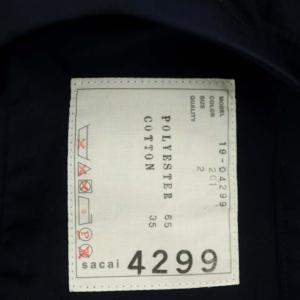 MODEL 19-04299
COLOR 201
SIZE 2
QUALITY
POLYESTER 65
COTTON 35
sacai 4299